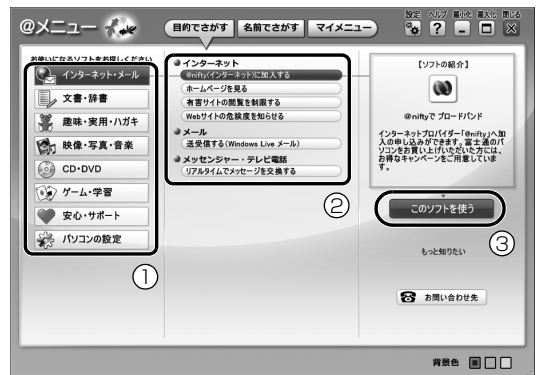 @メニュー
目的でさがす 名前でさがす マイメニュー
設定 ヘルプ 最小化 最大化 閉じる
お使いになるソフトをお探しください
インターネット・メール
文書・辞書
趣味・実用・ハガキ
映像・写真・音楽
CD・DVD
ゲーム・学習
安心・サポート
パソコンの設定
①
インターネット
@nifty(インターネット)に加入する
ホームページを見る
有害サイトの閲覧を制限する
Webサイトの危険度を知らせる
メール
送受信する(Windows Live メール)
メッセンジャー・テレビ電話
リアルタイムでメッセージを交換する
②
【ソフトの紹介】
@niftyで ブロードバンド
インターネットプロバイダー「@nifty」へ加
入の申し込みができます。富士通のパ
ソコンをお買い上げいただいた方には、
お得なキャンペーンをご用意していま
す。
このソフトを使う
③
もっと知りたい
お問い合わせ先
背景色